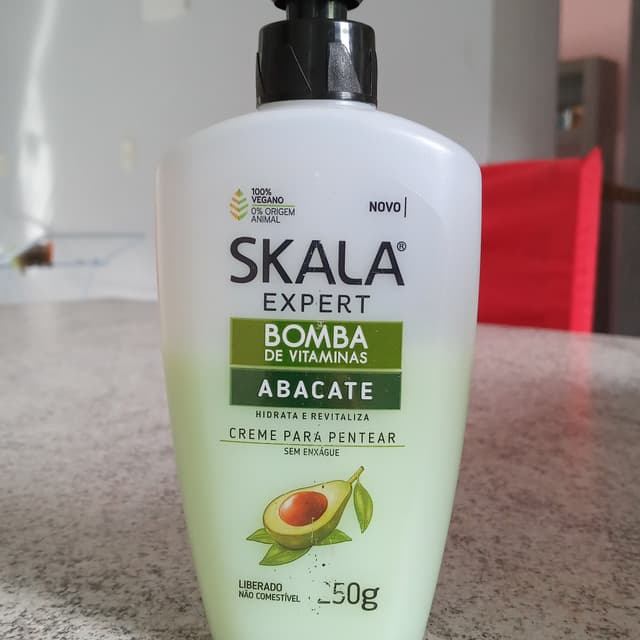 100%
VEGANO
0% ORIGEM
ANIMAL
NOVO
SKALA®
EXPERT
BOMBA
DE VITAMINAS
ABACATE
HIDRATA E REVITALIZA
CREME PARA PENTEAR
SEM ENXÁGUE
LIBERADO
NÃO COMESTÍVEL